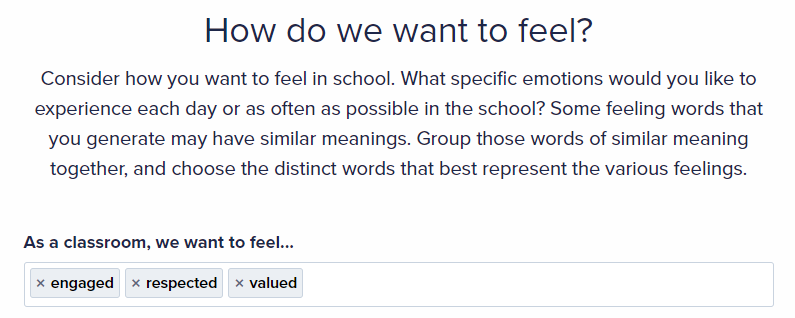 How do we want to feel?
Consider how you want to feel in school. What specific emotions would you like to
experience each day or as often as possible in the school? Some feeling words that
you generate may have similar meanings. Group those words of similar meaning
together, and choose the distinct words that best represent the various feelings.
As a classroom, we want to feel...
× engaged × respected × valued